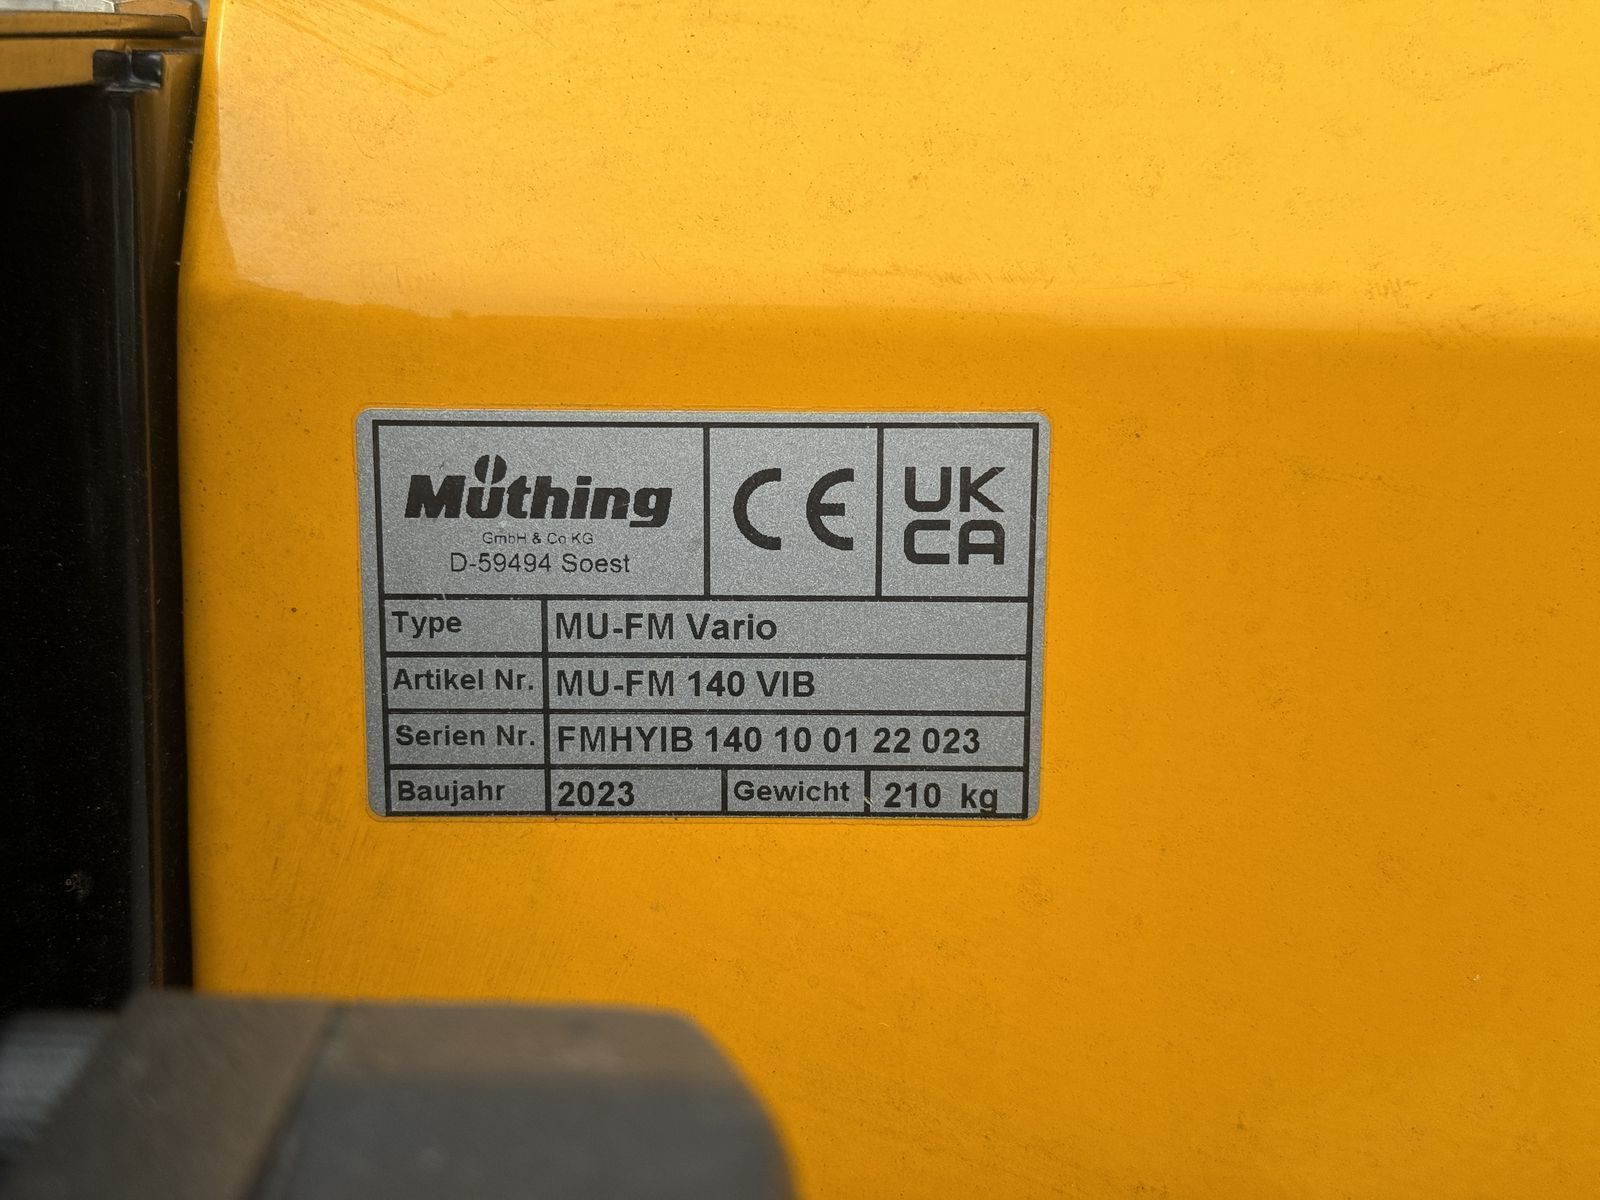 Müthing
GmbH & Co KG
D-59494 Soest
CE
UK
CA
Type MU-FM Vario
Artikel Nr. MU-FM 140 VIB
Serien Nr. FMHYIB 140 10 01 22 023
Baujahr 2023 Gewicht 210 kg